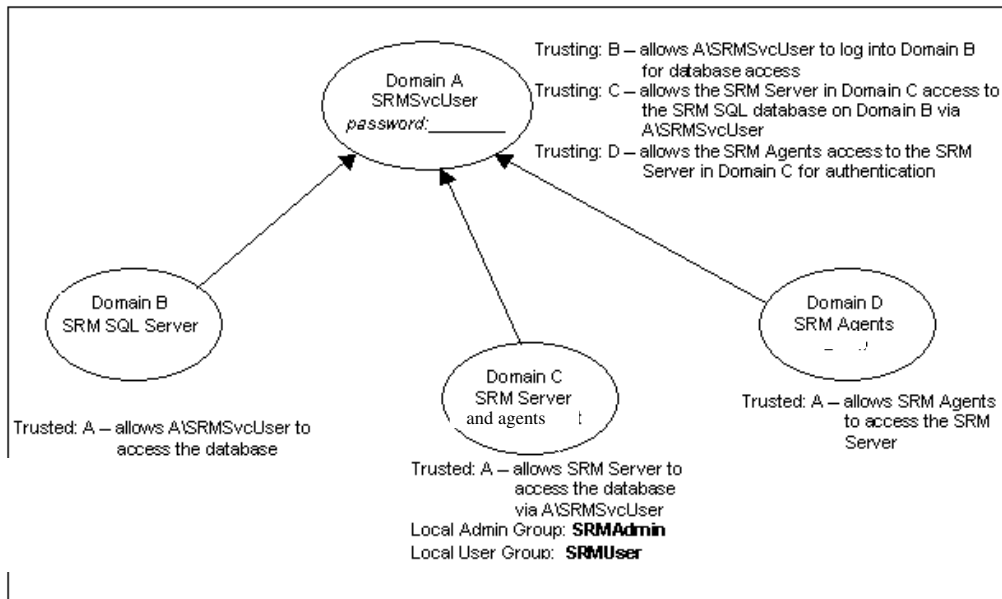 Domain A
SRMSvcUser
password:________
Trusting: B – allows A\SRMSvcUser to log into Domain B
for database access
Trusting: C – allows the SRM Server in Domain C access to
the SRM SQL database on Domain B via
A\SRMSvcUser
Trusting: D – allows the SRM Agents access to the SRM
Server in Domain C for authentication
Domain B
SRM SQL Server
Trusted: A – allows A\SRMSvcUser to
access the database
Domain C
SRM Server
and agents
Trusted: A – allows SRM Server to
access the database
via A\SRMSvcUser
Local Admin Group: SRMAdmin
Local User Group: SRMUser
Domain D
SRM Agents
Trusted: A – allows SRM Agents
to access the SRM
Server